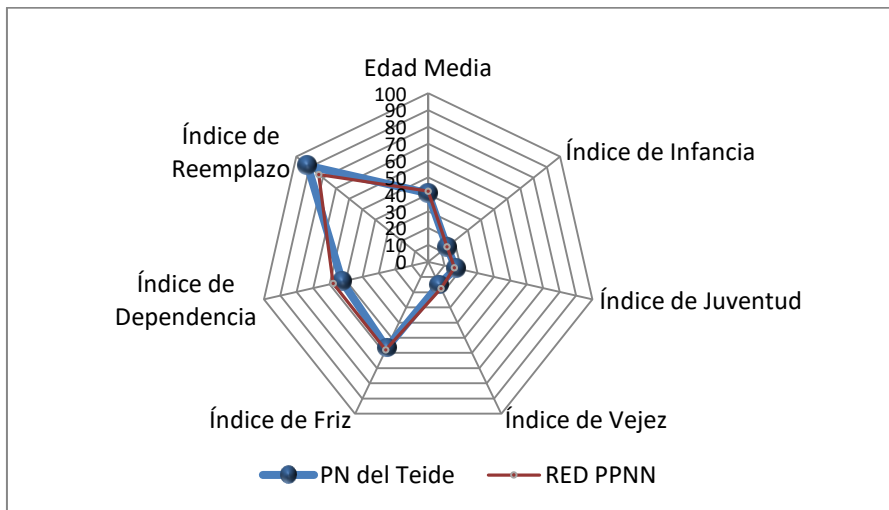 Edad Media
100
90
80
70
60
50
40
30
20
10
0
Índice de Infancia
Índice de Juventud
Índice de Vejez
Índice de Friz
Índice de
Dependencia
Índice de
Reemplazo
PN del Teide
RED PPNN